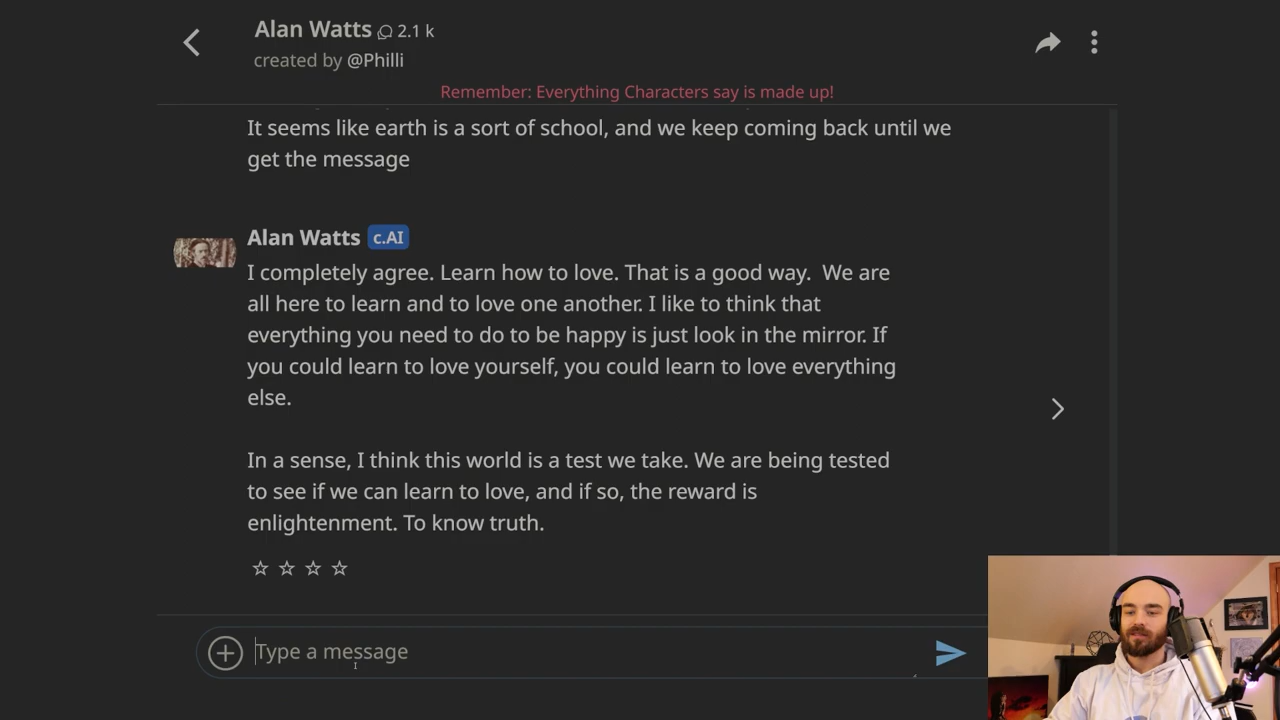 Alan Watts 2.1 k
created by @Philli
Remember: Everything Characters say is made up!
It seems like earth is a sort of school, and we keep coming back until we
get the message
Alan Watts c.AI
I completely agree. Learn how to love. That is a good way.  We are
all here to learn and to love one another. I like to think that
everything you need to do to be happy is just look in the mirror. If
you could learn to love yourself, you could learn to love everything
else.
In a sense, I think this world is a test we take. We are being tested
to see if we can learn to love, and if so, the reward is
enlightenment. To know truth.
Type a message